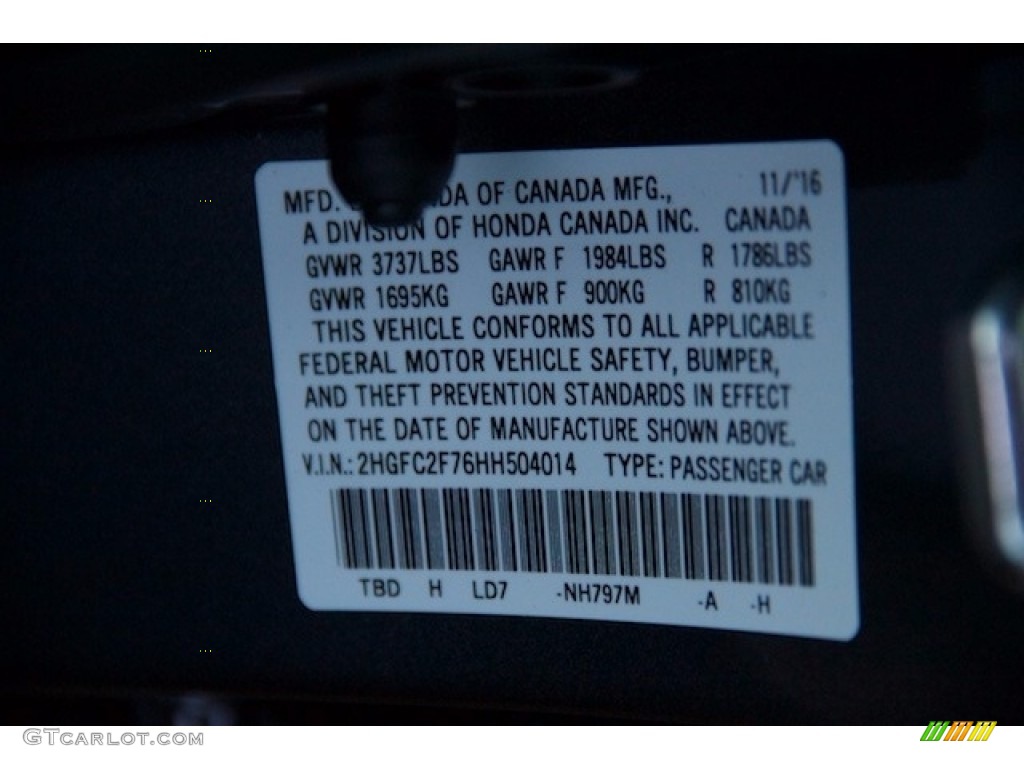 MFD. DA OF CANADA MFG., 11/'16
A DIVISION OF HONDA CANADA INC. CANADA
GVWR 3737LBS GAWR F 1984LBS R 1786LBS
GVWR 1695KG GAWR F 900KG R 810KG
THIS VEHICLE CONFORMS TO ALL APPLICABLE
FEDERAL MOTOR VEHICLE SAFETY, BUMPER,
AND THEFT PREVENTION STANDARDS IN EFFECT
ON THE DATE OF MANUFACTURE SHOWN ABOVE.
V.I.N.: 2HGFC2F76HH504014 TYPE: PASSENGER CAR
TBD H LD7 -NH797M -A -H
GTCARLOT.COM